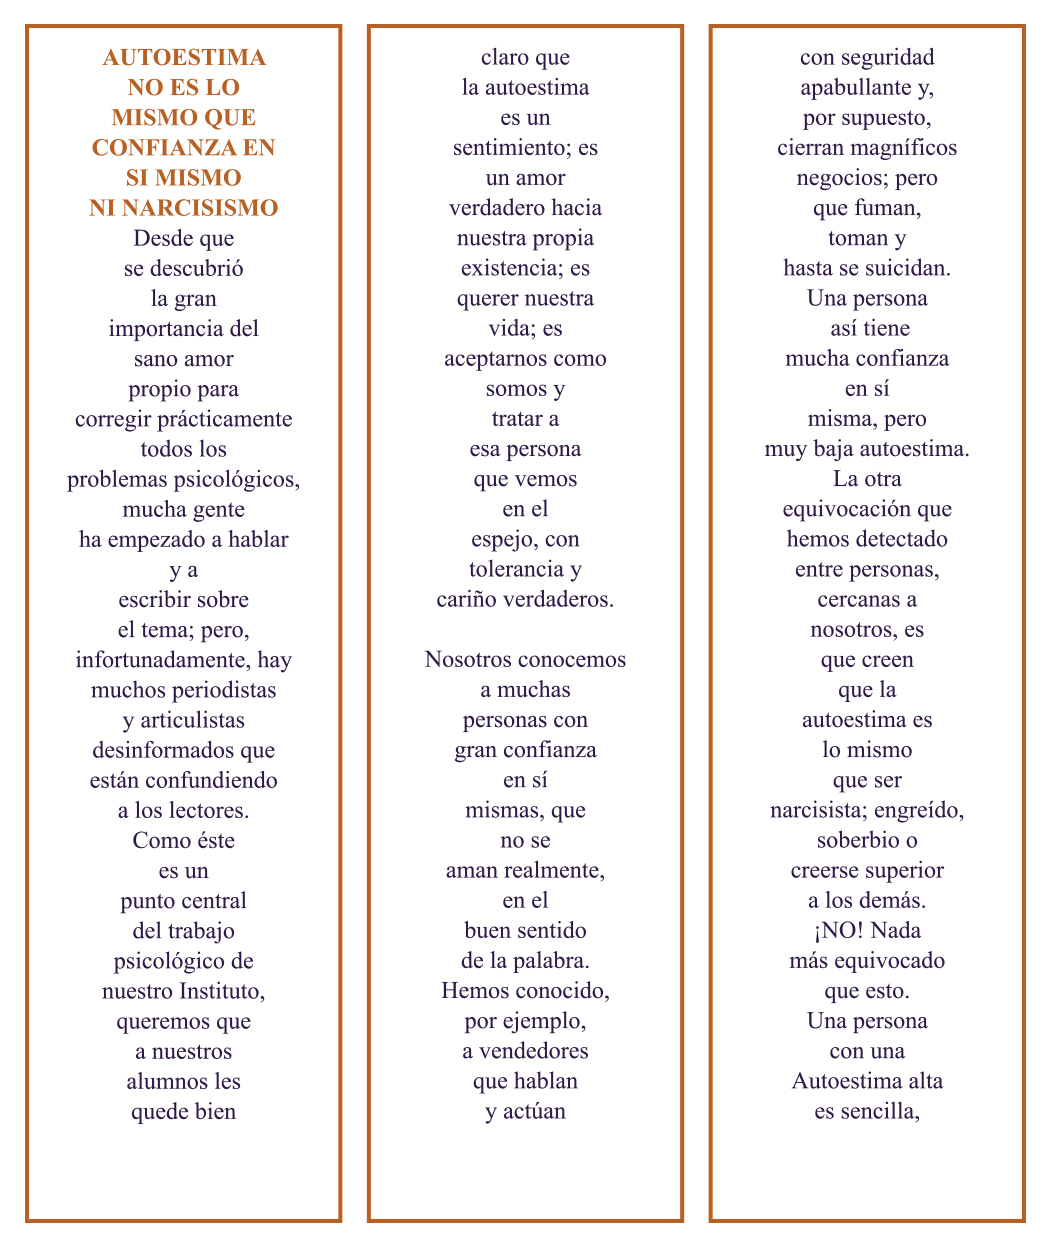 AUTOESTIMA
NO ES LO
MISMO QUE
CONFIANZA EN
SI MISMO
NI NARCISISMO
Desde que
se descubrió
la gran
importancia del
sano amor
propio para
corregir prácticamente
todos los
problemas psicológicos,
mucha gente
ha empezado a hablar
y a
escribir sobre
el tema; pero,
infortunadamente, hay
muchos periodistas
y articulistas
desinformados que
están confundiendo
a los lectores.
Como éste
es un
punto central
del trabajo
psicológico de
nuestro Instituto,
queremos que
a nuestros
alumnos les
quede bien
claro que
la autoestima
es un
sentimiento; es
un amor
verdadero hacia
nuestra propia
existencia; es
querer nuestra
vida; es
aceptarnos como
somos y
tratar a
esa persona
que vemos
en el
espejo, con
tolerancia y
cariño verdaderos.
Nosotros conocemos
a muchas
personas con
gran confianza
en sí
mismas, que
no se
aman realmente,
en el
buen sentido
de la palabra.
Hemos conocido,
por ejemplo,
a vendedores
que hablan
y actúan
con seguridad
apabullante y,
por supuesto,
cierran magníficos
negocios; pero
que fuman,
toman y
hasta se suicidan.
Una persona
así tiene
mucha confianza
en sí
misma, pero
muy baja autoestima.
La otra
equivocación que
hemos detectado
entre personas,
cercanas a
nosotros, es
que creen
que la
autoestima es
lo mismo
que ser
narcisista; engreído,
soberbio o
creerse superior
a los demás.
¡NO! Nada
más equivocado
que esto.
Una persona
con una
Autoestima alta
es sencilla,